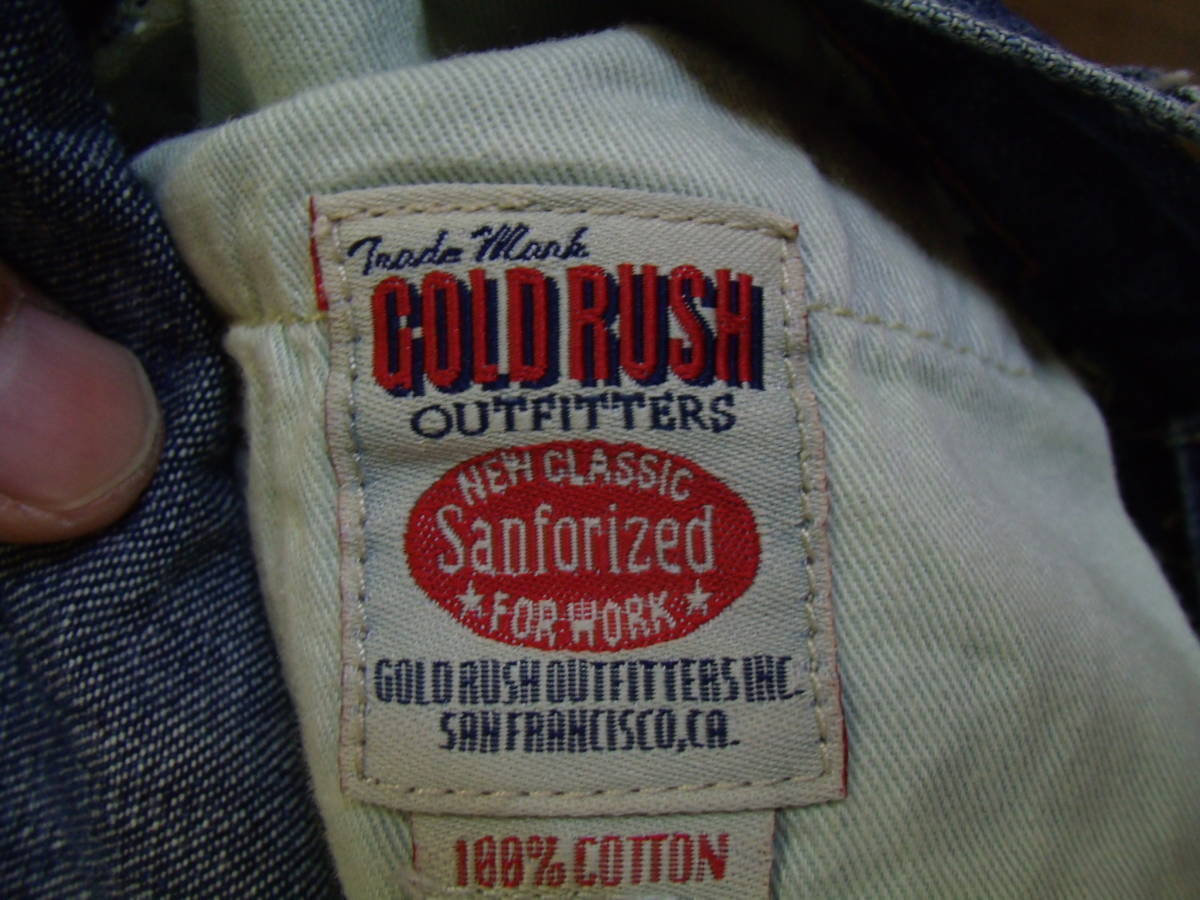 Trade Mark
GOLD RUSH
OUTFITTERS
NEW CLASSIC
Sanforized
★ FOR WORK ★
GOLD RUSH OUTFITTERS INC.
SAN FRANCISCO, CA.
100% COTTON